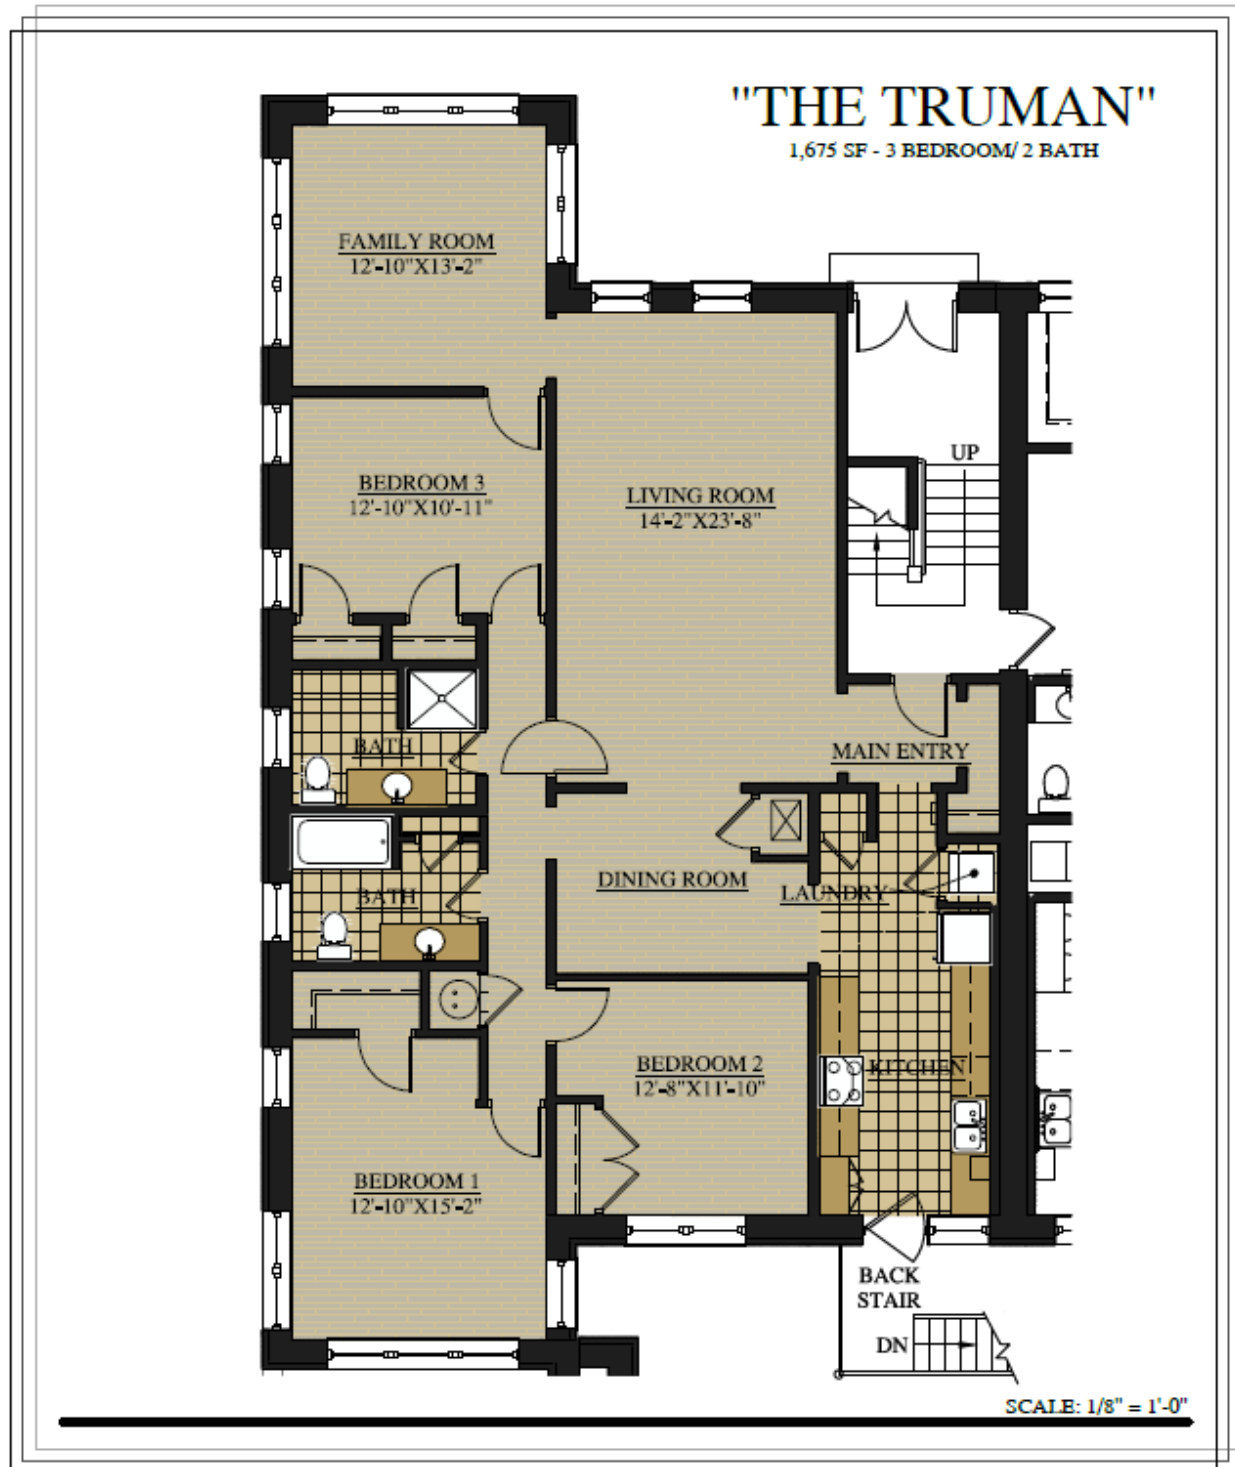 "THE TRUMAN"
1,675 SF - 3 BEDROOM/ 2 BATH
FAMILY ROOM
12'-10"X13'-2"
UP
BEDROOM 3
12'-10"X10'-11"
LIVING ROOM
14'-2"X23'-8"
BATH
MAIN ENTRY
DINING ROOM
LAUNDRY
BATH
BEDROOM 2
12'-8"X11'-10"
KITCHEN
BEDROOM 1
12'-10"X15'-2"
BACK
STAIR
DN
SCALE: 1/8" = 1'-0"